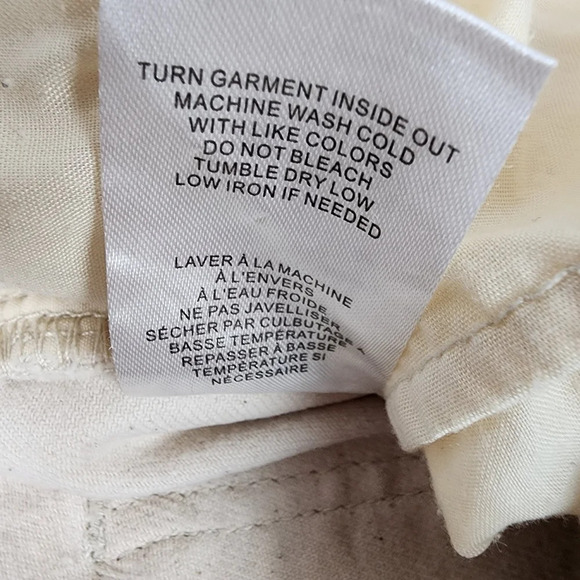 TURN GARMENT INSIDE OUT
MACHINE WASH COLD
WITH LIKE COLORS
DO NOT BLEACH
TUMBLE DRY LOW
LOW IRON IF NEEDED
LAVER À LA MACHINE
À L'ENVERS
À L'EAU FROIDE
NE PAS JAVELLISER
SÉCHER PAR CULBUTAGE À
BASSE TEMPÉRATURE
REPASSER À BASSE
TEMPÉRATURE SI
NÉCESSAIRE